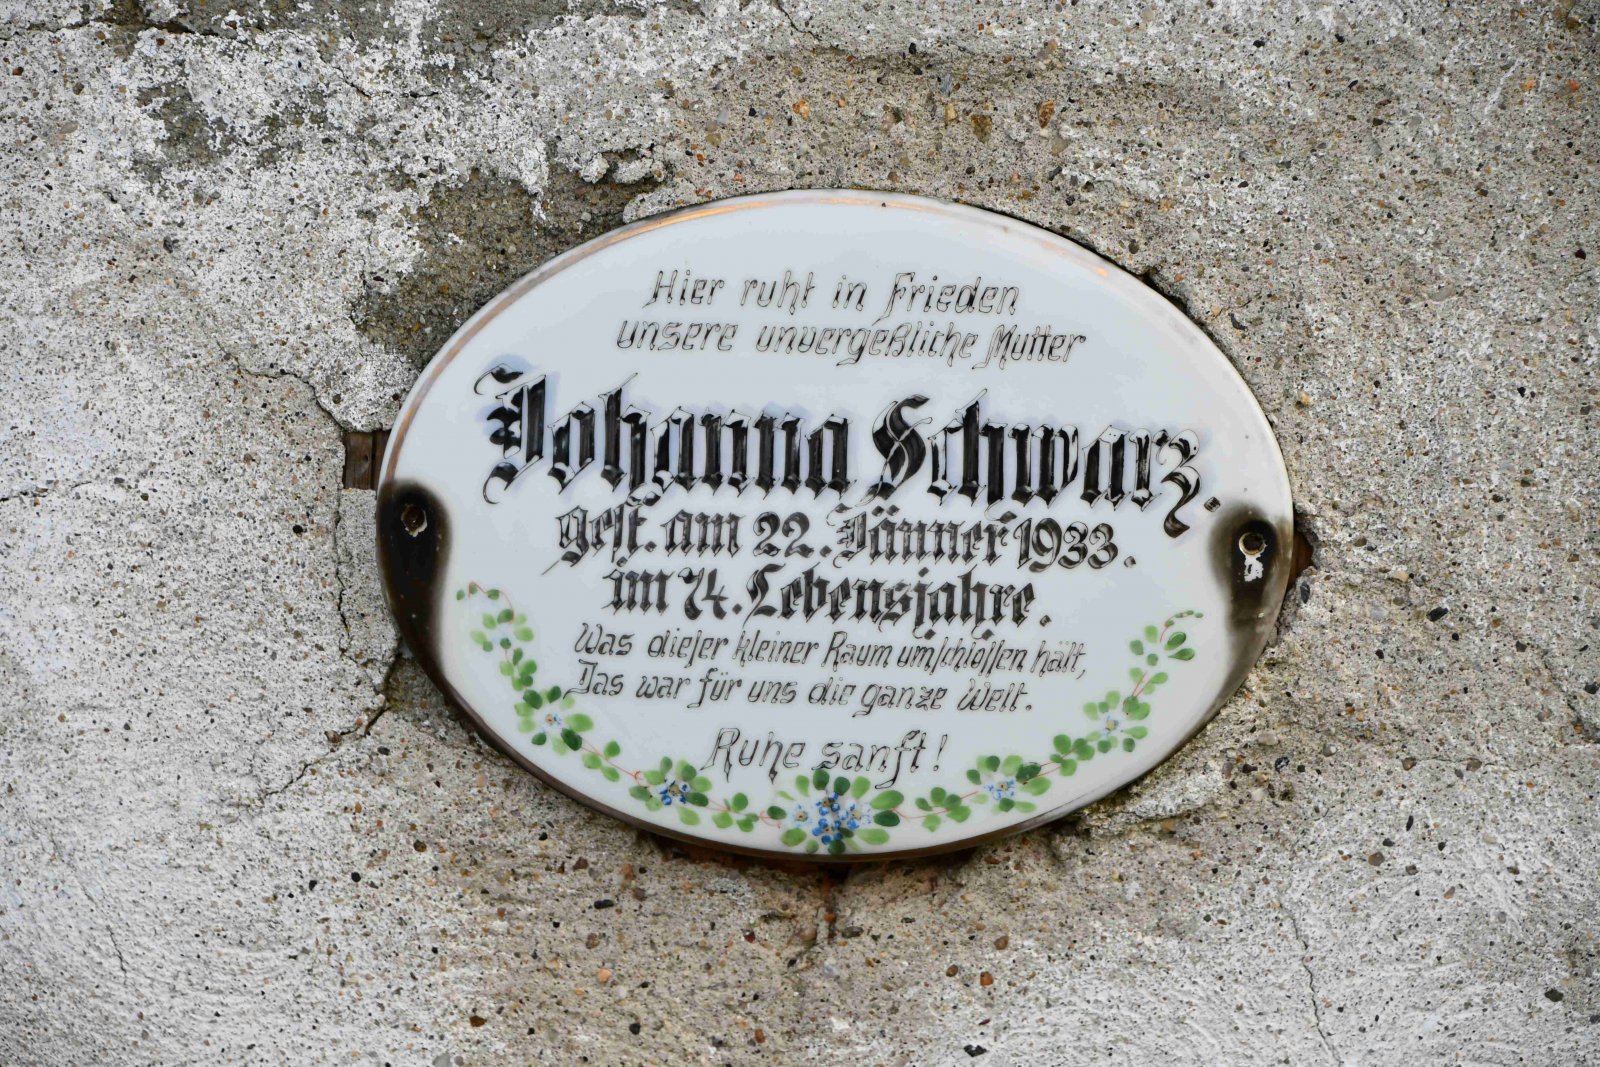 Hier ruht in Frieden
unsere unvergeßliche Mutter
Johanna Schwarz.
geſt. am 22. Jänner 1933.
im 74. Lebensjahre.
Was dieſer kleiner Raum umſchloſſen hält,
Das war für uns die ganze Welt.
Ruhe sanft!